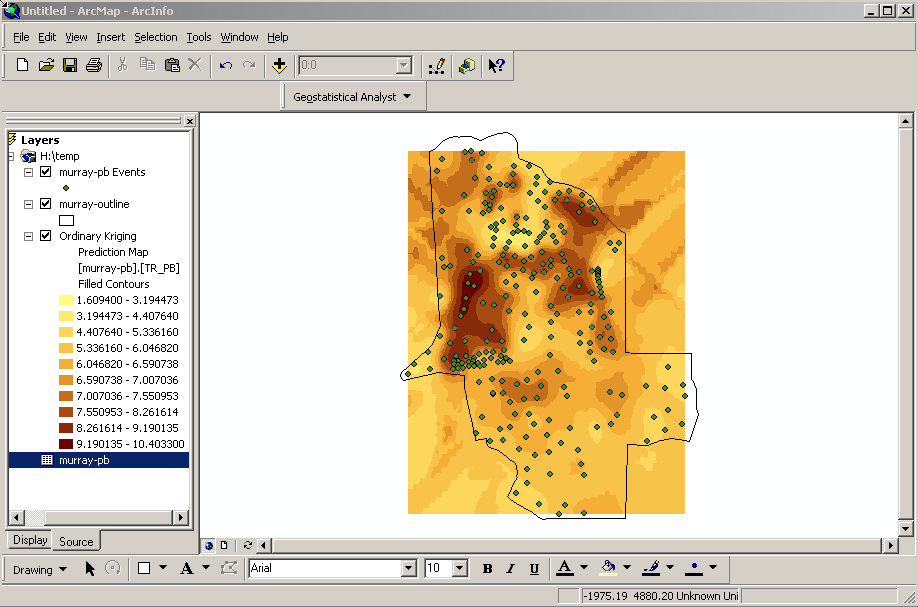 Untitled - ArcMap - ArcInfo
File Edit View Insert Selection Tools Window Help
0:0
Geostatistical Analyst
Layers
H:\temp
murray-pb Events
murray-outline
Ordinary Kriging
Prediction Map
[murray-pb].[TR_PB]
Filled Contours
1.609400 - 3.194473
3.194473 - 4.407640
4.407640 - 5.336160
5.336160 - 6.046820
6.046820 - 6.590738
6.590738 - 7.007036
7.007036 - 7.550953
7.550953 - 8.261614
8.261614 - 9.190135
9.190135 - 10.403300
murray-pb
Display Source
Drawing A Arial 10 B I U A
-1975.19 4880.20 Unknown Uni